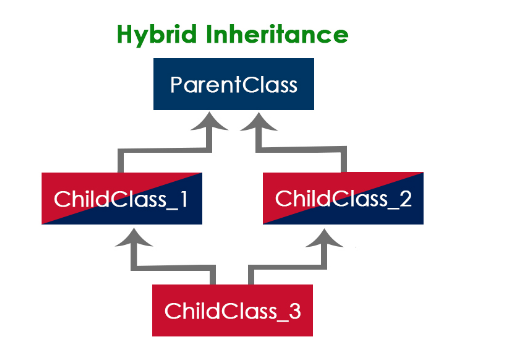 Hybrid Inheritance
ParentClass
ChildClass_1
ChildClass_2
ChildClass_3